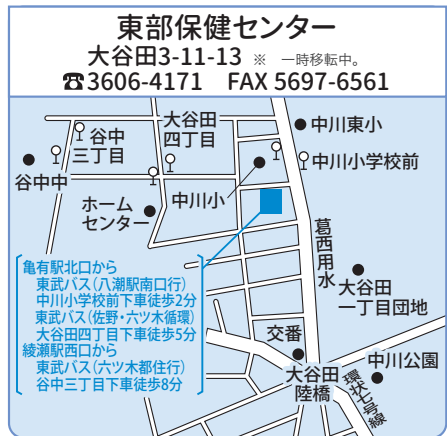 東部保健センター
大谷田3-11-13 ※ 一時移転中。
☎3606-4171 FAX 5697-6561
大谷田
四丁目
谷中
三丁目
中川東小
中川小学校前
谷中中
ホーム
センター
中川小
葛西用水
亀有駅北口から
東武バス(八潮駅南口行)
中川小学校前下車徒歩2分
東武バス(佐野・六ツ木循環)
大谷田四丁目下車徒歩5分
綾瀬駅西口から
東武バス(六ツ木都住行)
谷中三丁目下車徒歩8分
大谷田
一丁目団地
交番
大谷田
陸橋
中川公園
環状七号線